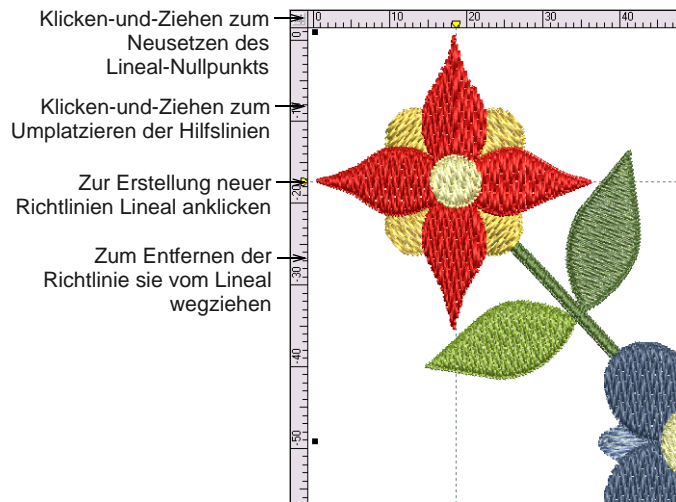 Klicken-und-Ziehen zum
Neusetzen des
Lineal-Nullpunkts
Klicken-und-Ziehen zum
Umplatzieren der Hilfslinien
Zur Erstellung neuer
Richtlinien Lineal anklicken
Zum Entfernen der
Richtlinie sie vom Lineal
wegziehen
0 10 20 30 40
0
-10
-20
-30
-40
-50